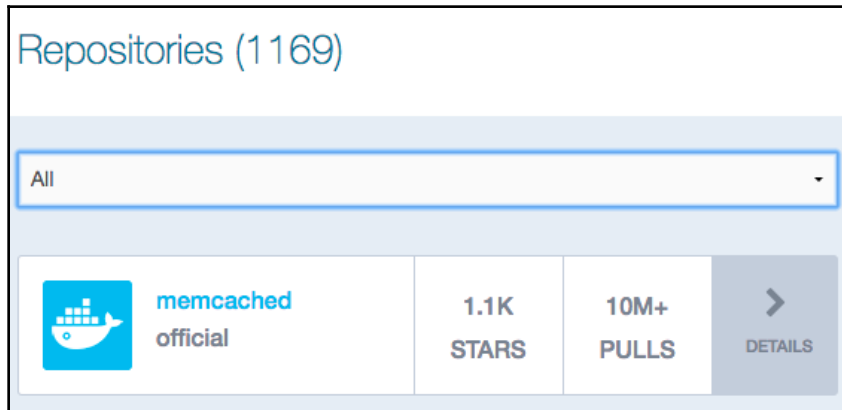 Repositories (1169)
All
memcached
official
1.1K
STARS
10M+
PULLS
DETAILS